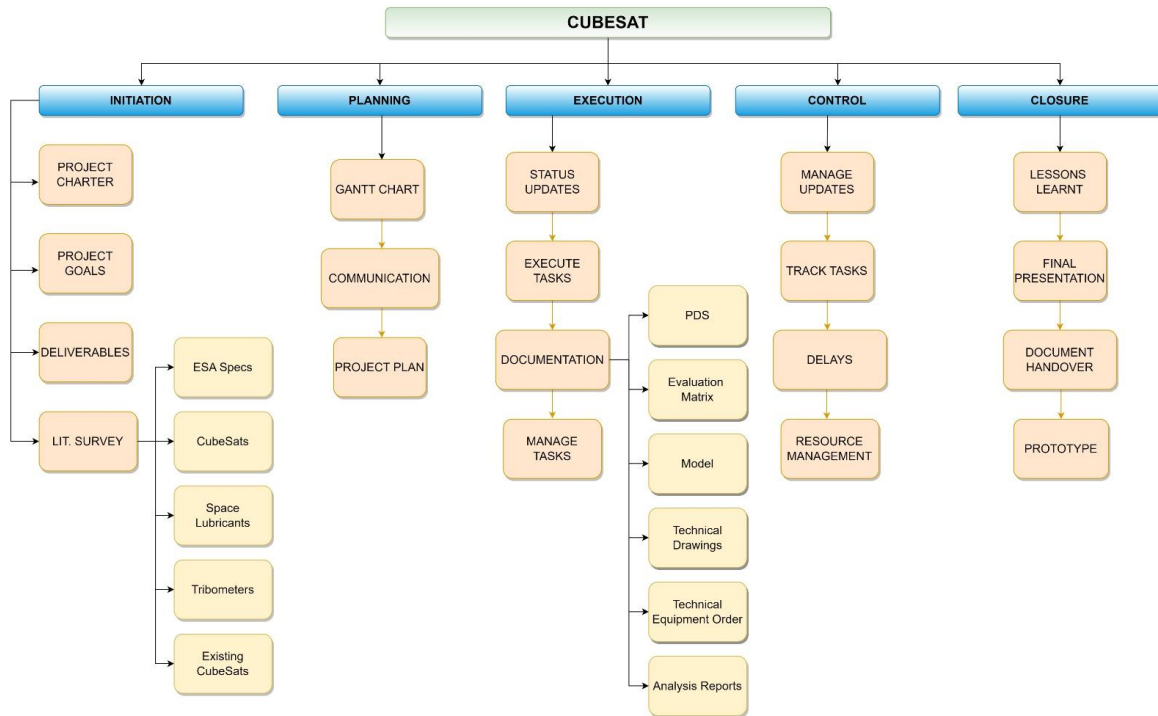 CUBESAT
INITIATION
PLANNING
EXECUTION
CONTROL
CLOSURE
PROJECT
CHARTER
PROJECT
GOALS
DELIVERABLES
LIT. SURVEY
ESA Specs
CubeSats
Space
Lubricants
Tribometers
Existing
CubeSats
GANTT CHART
COMMUNICATION
PROJECT PLAN
STATUS
UPDATES
EXECUTE
TASKS
DOCUMENTATION
MANAGE
TASKS
PDS
Evaluation
Matrix
Model
Technical
Drawings
Technical
Equipment Order
Analysis Reports
MANAGE
UPDATES
TRACK TASKS
DELAYS
RESOURCE
MANAGEMENT
LESSONS
LEARNT
FINAL
PRESENTATION
DOCUMENT
HANDOVER
PROTOTYPE